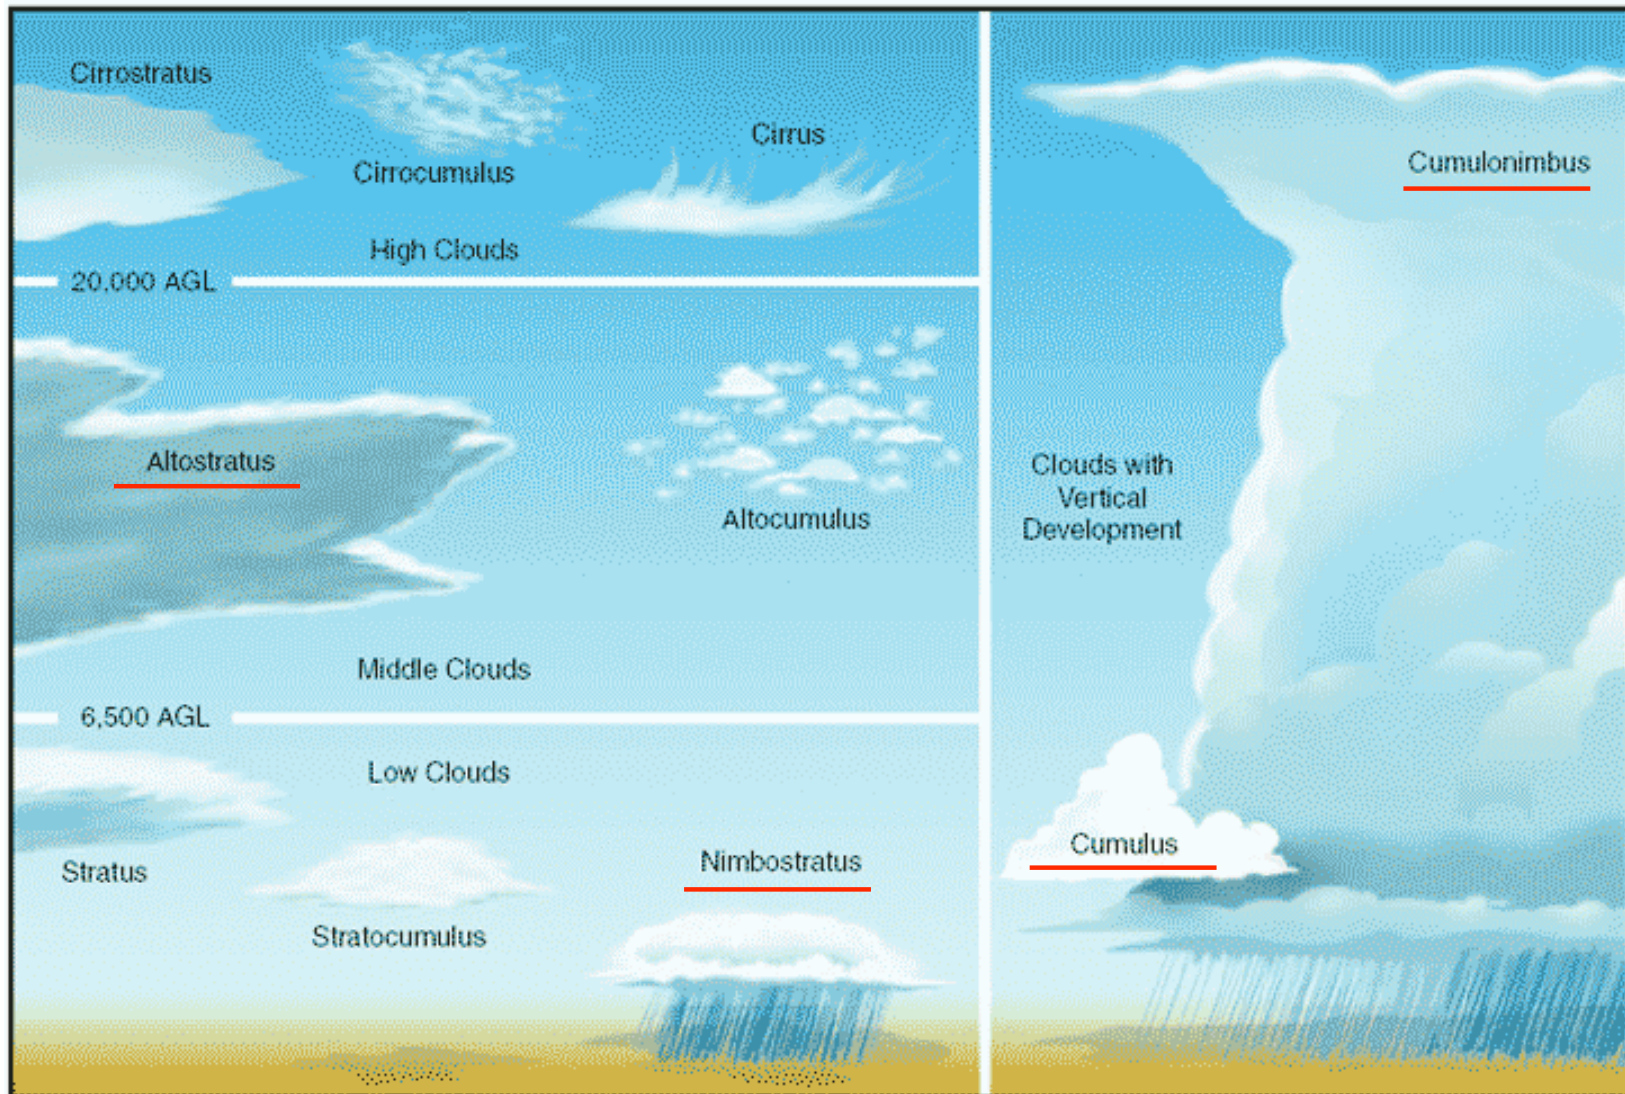 Cirrostratus
Cirrocumulus
Cirrus
High Clouds
20,000 AGL
Altostratus
Altocumulus
Middle Clouds
6,500 AGL
Low Clouds
Stratus
Stratocumulus
Nimbostratus
Cumulonimbus
Clouds with
Vertical
Development
Cumulus